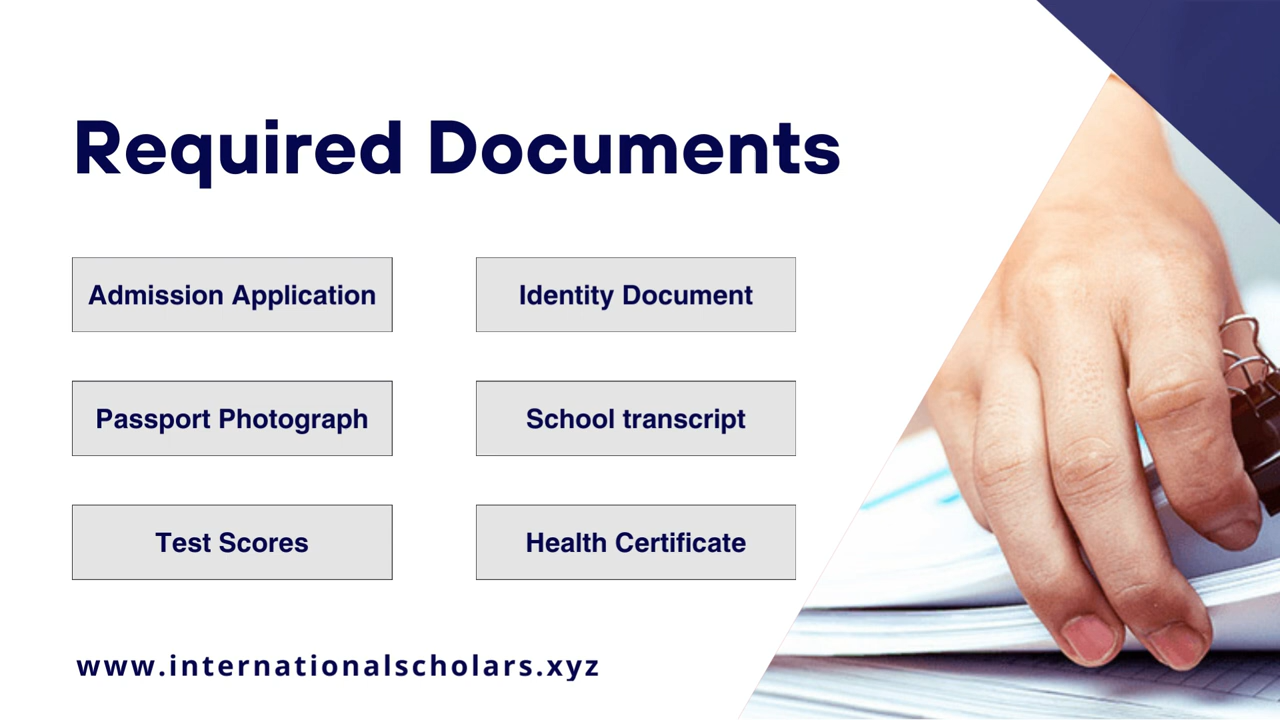 Required Documents
Admission Application
Identity Document
Passport Photograph
School transcript
Test Scores
Health Certificate
www.internationalscholars.xyz